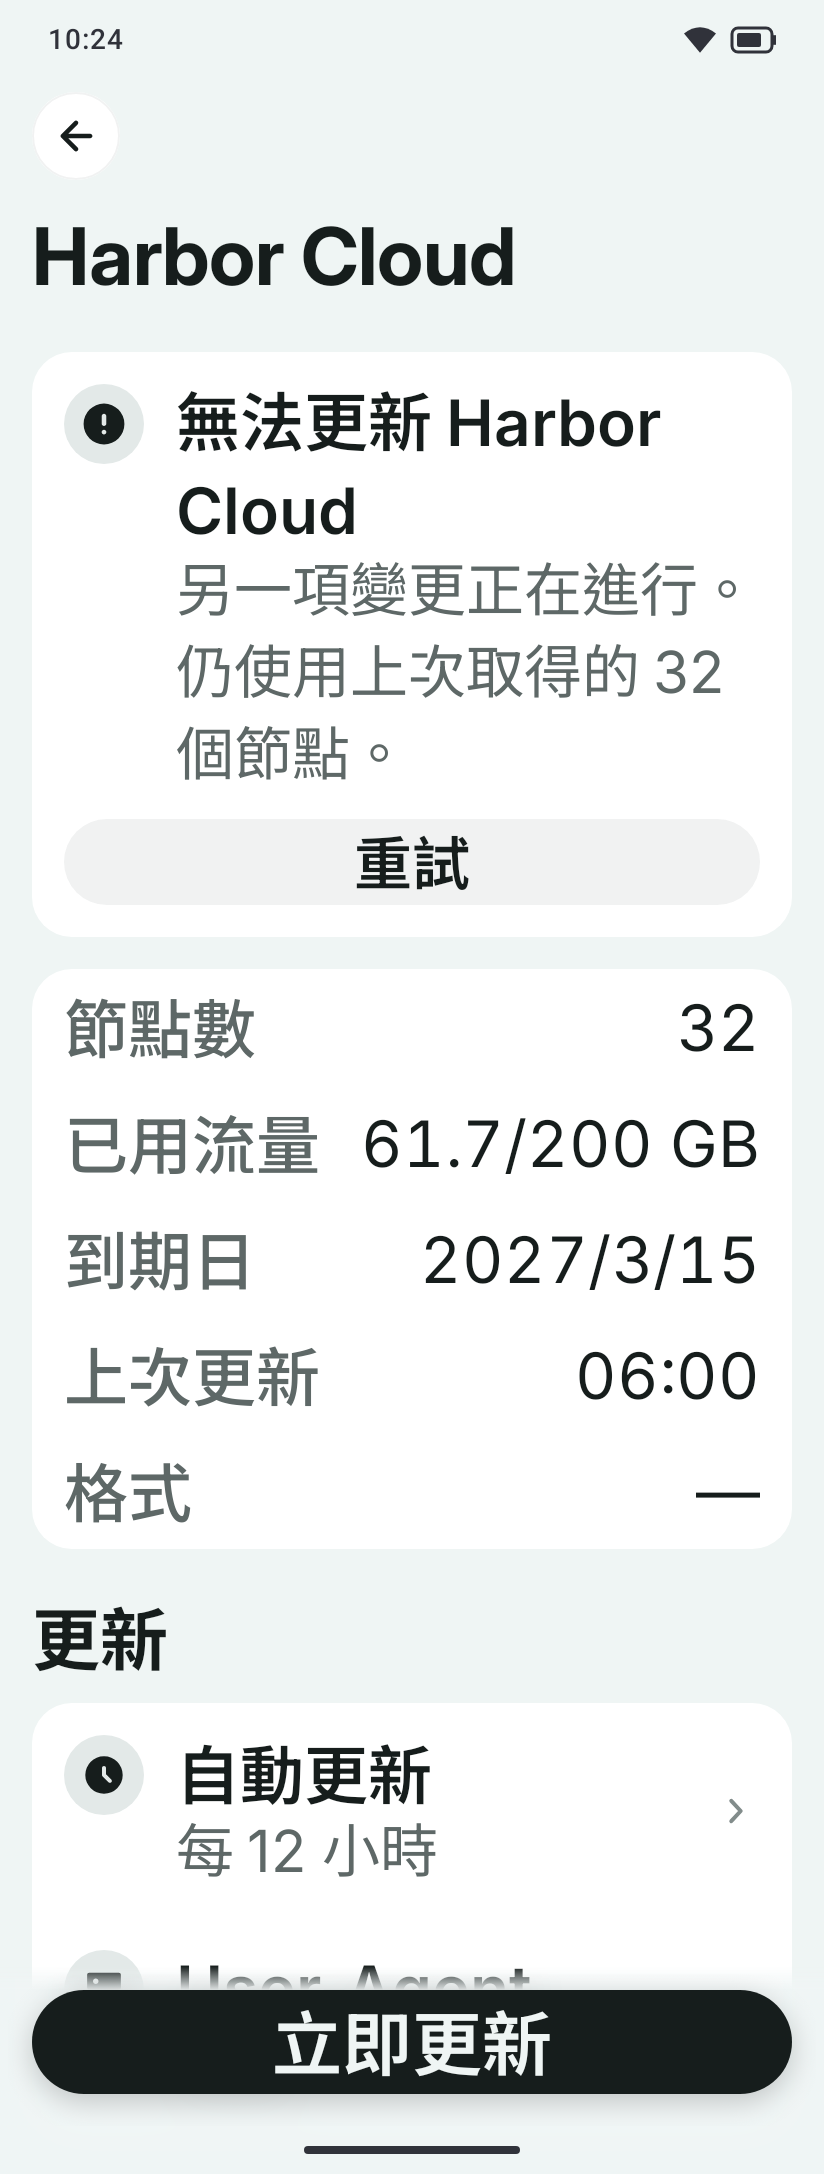 10:24
Harbor Cloud
無法更新 Harbor
Cloud
另一項變更正在進行。
仍使用上次取得的 32
個節點。
重試
節點數 32
已用流量 61.7/200 GB
到期日 2027/3/15
上次更新 06:00
格式 —
更新
自動更新
每 12 小時
User-Agent
立即更新